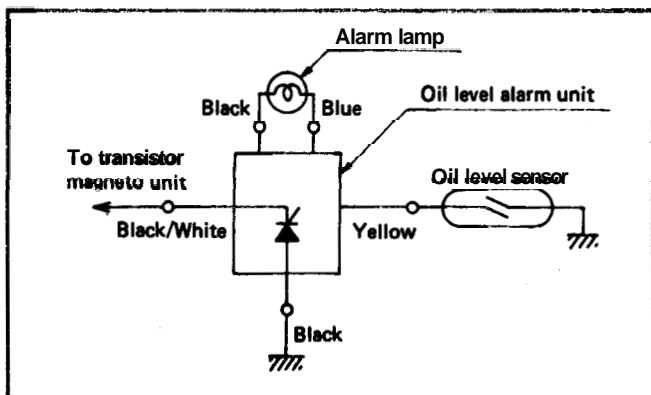 Alarm lamp
Black
Blue
Oil level alarm unit
To transistor
magneto unit
Oil level sensor
Black/White
Yellow
Black